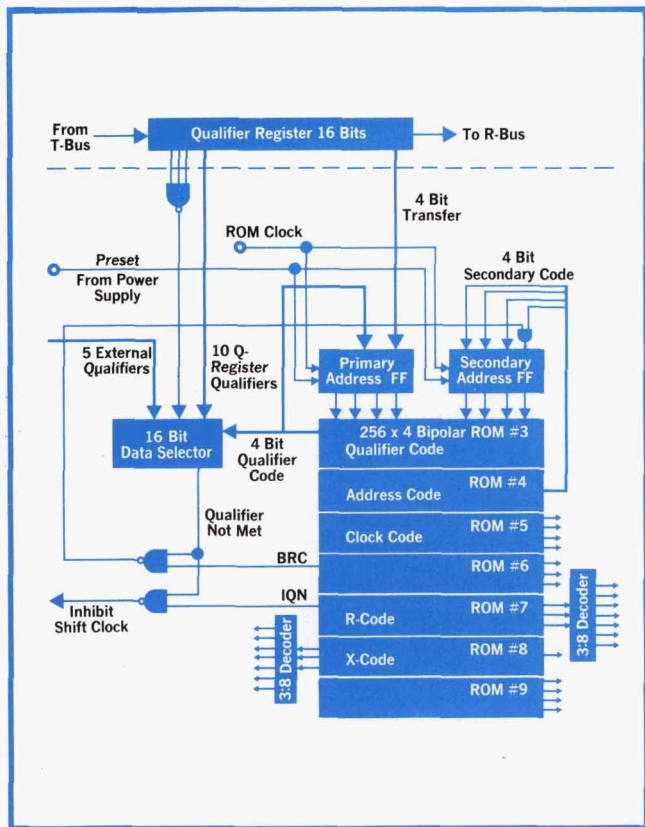 From
T-Bus
Qualifier Register 16 Bits
To R-Bus
4 Bit
Transfer
ROM Clock
4 Bit
Secondary Code
Preset
From Power
Supply
5 External
Qualifiers
10 Q-
Register
Qualifiers
Primary
Address FF
Secondary
Address FF
16 Bit
Data Selector
4 Bit
Qualifier
Code
256 x 4 Bipolar ROM #3
Qualifier Code
ROM #4
Address Code
Qualifier
Not Met
ROM #5
Clock Code
BRC
ROM #6
IQN
ROM #7
R-Code
3:8 Decoder
Inhibit
Shift Clock
3:8 Decoder
ROM #8
X-Code
ROM #9